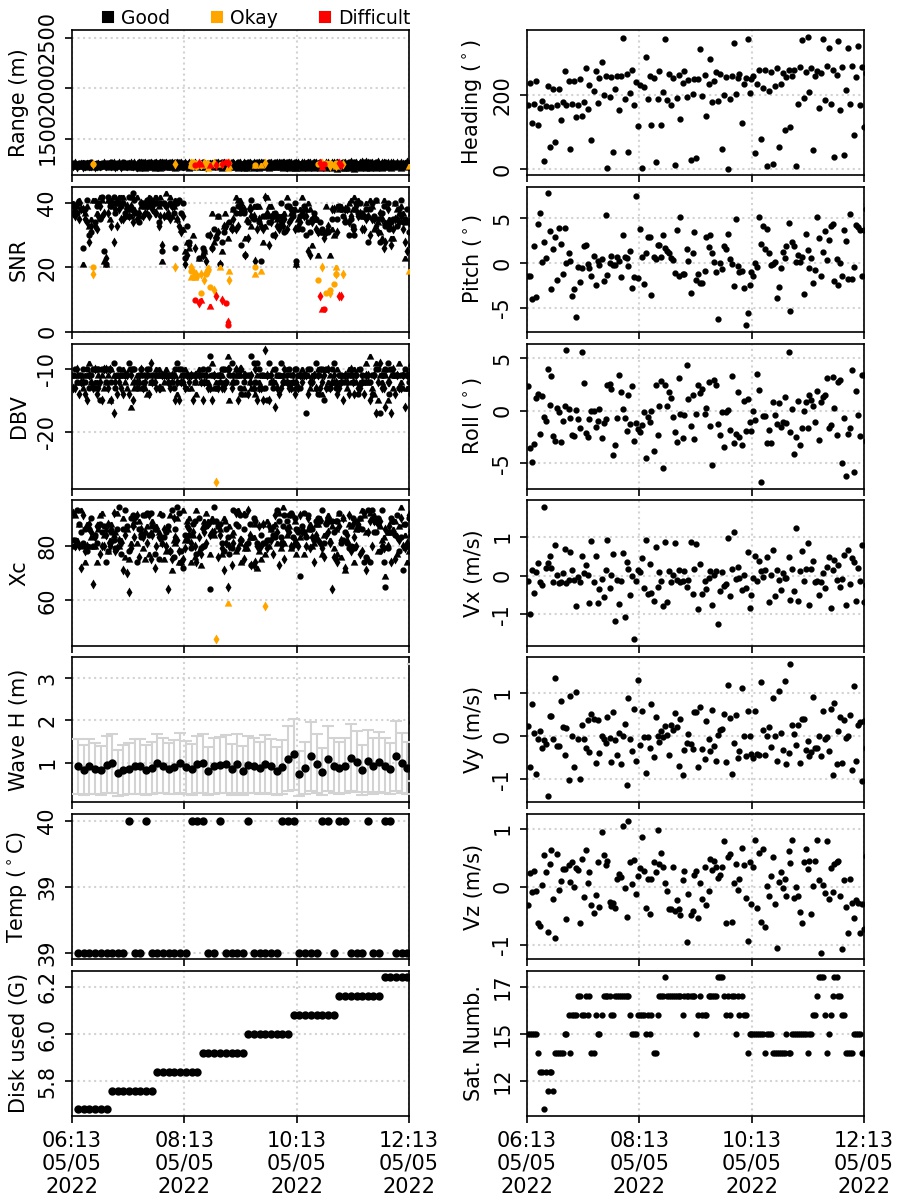 Good Okay Difficult
Range (m)
2500
2000
1500
Heading (°)
200
0
SNR
40
20
0
Pitch (°)
5
0
-5
DBV
-10
-20
Roll (°)
5
0
-5
Xc
80
60
Vx (m/s)
1
0
-1
Wave H (m)
3
2
1
Vy (m/s)
1
0
-1
Temp (°C)
40
39
39
Vz (m/s)
1
0
-1
Disk used (G)
6.2
6.0
5.8
Sat. Numb.
17
15
12
06:13 08:13 10:13 12:13
05/05 05/05 05/05 05/05
2022 2022 2022 2022
06:13 08:13 10:13 12:13
05/05 05/05 05/05 05/05
2022 2022 2022 2022